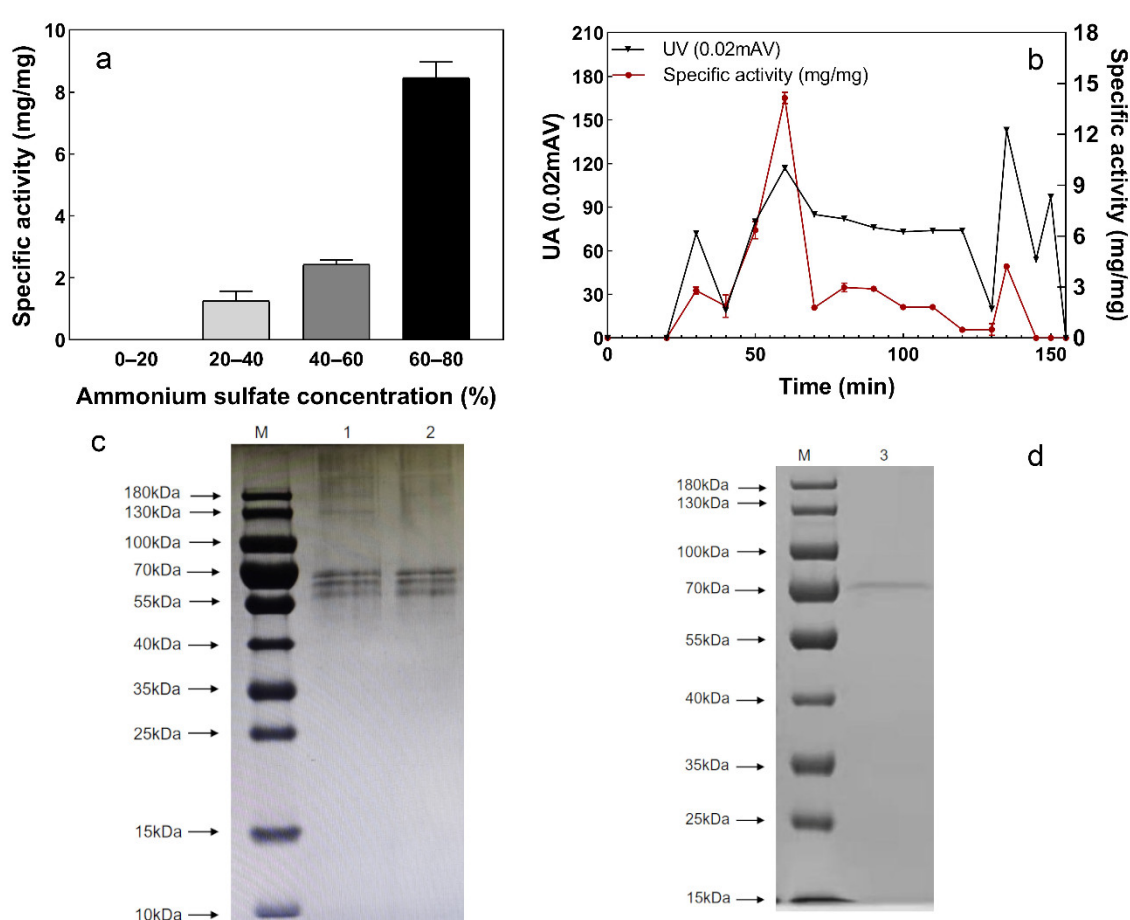 a
10
8
6
4
2
0
Specific activity (mg/mg)
0–20 20–40 40–60 60–80
Ammonium sulfate concentration (%)
b
UV (0.02mAV)
Specific activity (mg/mg)
210
180
150
120
90
60
30
0
UA (0.02mAV)
18
15
12
9
6
3
0
Specific activity (mg/mg)
0 50 100 150
Time (min)
c
M 1 2
180kDa
130kDa
100kDa
70kDa
55kDa
40kDa
35kDa
25kDa
15kDa
10kDa
d
M 3
180kDa
130kDa
100kDa
70kDa
55kDa
40kDa
35kDa
25kDa
15kDa